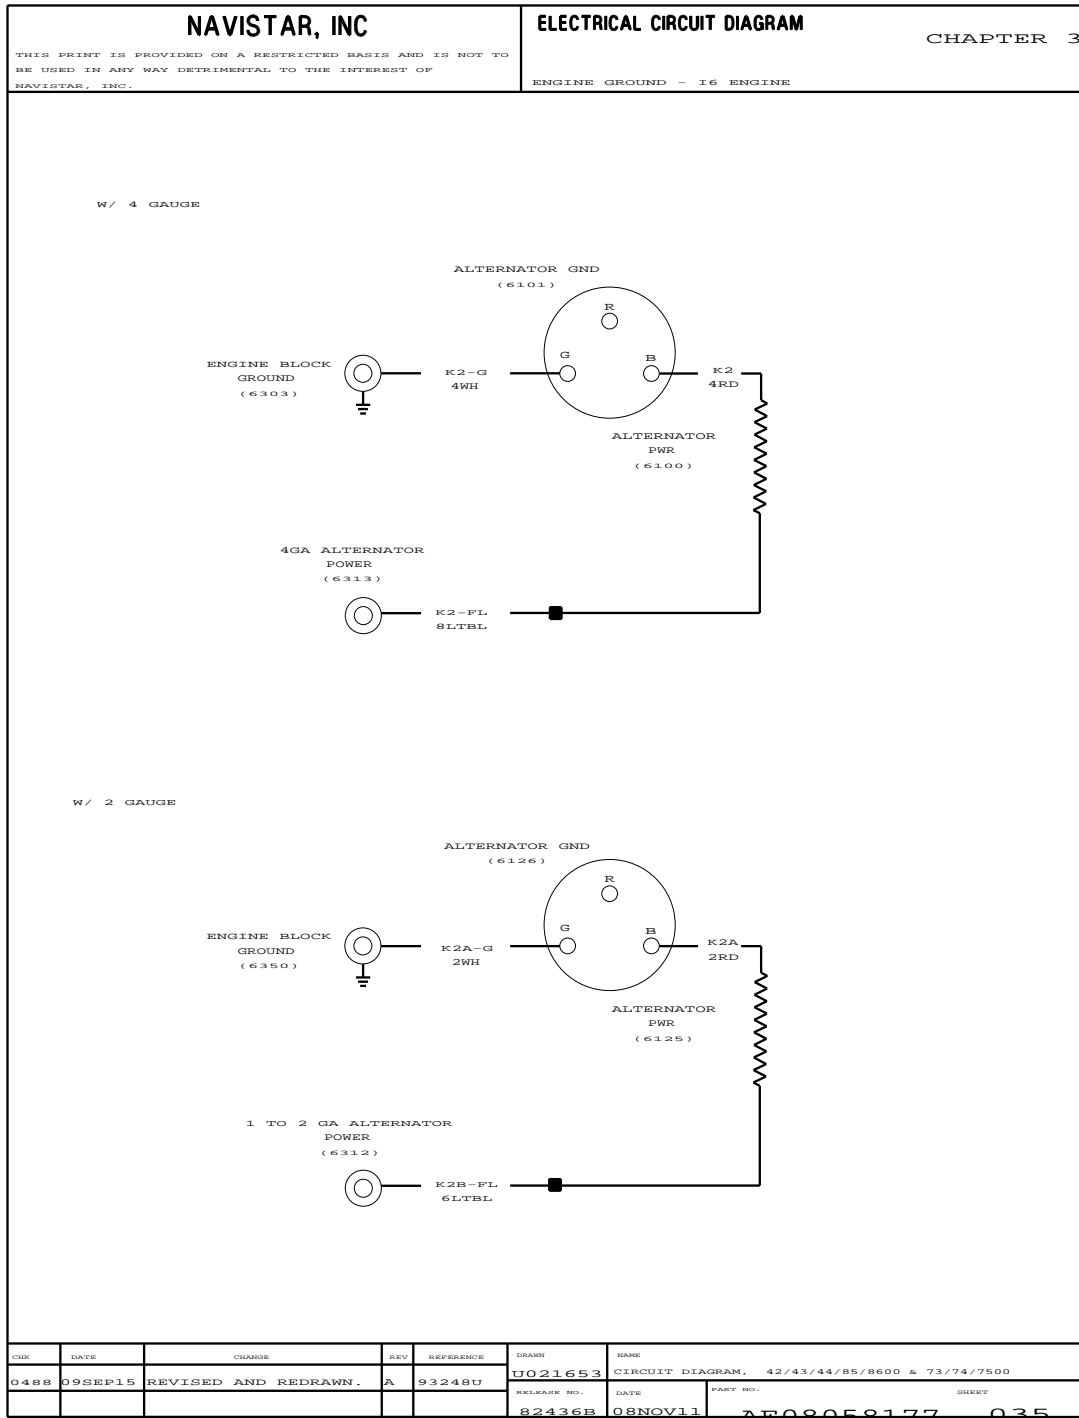 NAVISTAR, INC
THIS PRINT IS PROVIDED ON A RESTRICTED BASIS AND IS NOT TO
BE USED IN ANY WAY DETRIMENTAL TO THE INTEREST OF
NAVISTAR, INC.
ELECTRICAL CIRCUIT DIAGRAM
CHAPTER 3
ENGINE GROUND - I6 ENGINE
W/ 4 GAUGE
ALTERNATOR GND
(6101)
R
G
B
ENGINE BLOCK
GROUND
(6303)
K2-G
4WH
K2
4RD
ALTERNATOR
PWR
(6100)
4GA ALTERNATOR
POWER
(6313)
K2-FL
8LTBL
W/ 2 GAUGE
ALTERNATOR GND
(6126)
R
G
B
ENGINE BLOCK
GROUND
(6350)
K2A-G
2WH
K2A
2RD
ALTERNATOR
PWR
(6125)
1 TO 2 GA ALTERNATOR
POWER
(6312)
K2B-FL
6LTBL
CHK DATE CHANGE REV REFERENCE
0488 09SEP15 REVISED AND REDRAWN. A 93248U
DRAWN
U021653
NAME
CIRCUIT DIAGRAM, 42/43/44/85/8600 & 73/74/7500
RELEASE NO.
82436B
DATE
08NOV11
PART NO.
AF08058177
SHEET
035